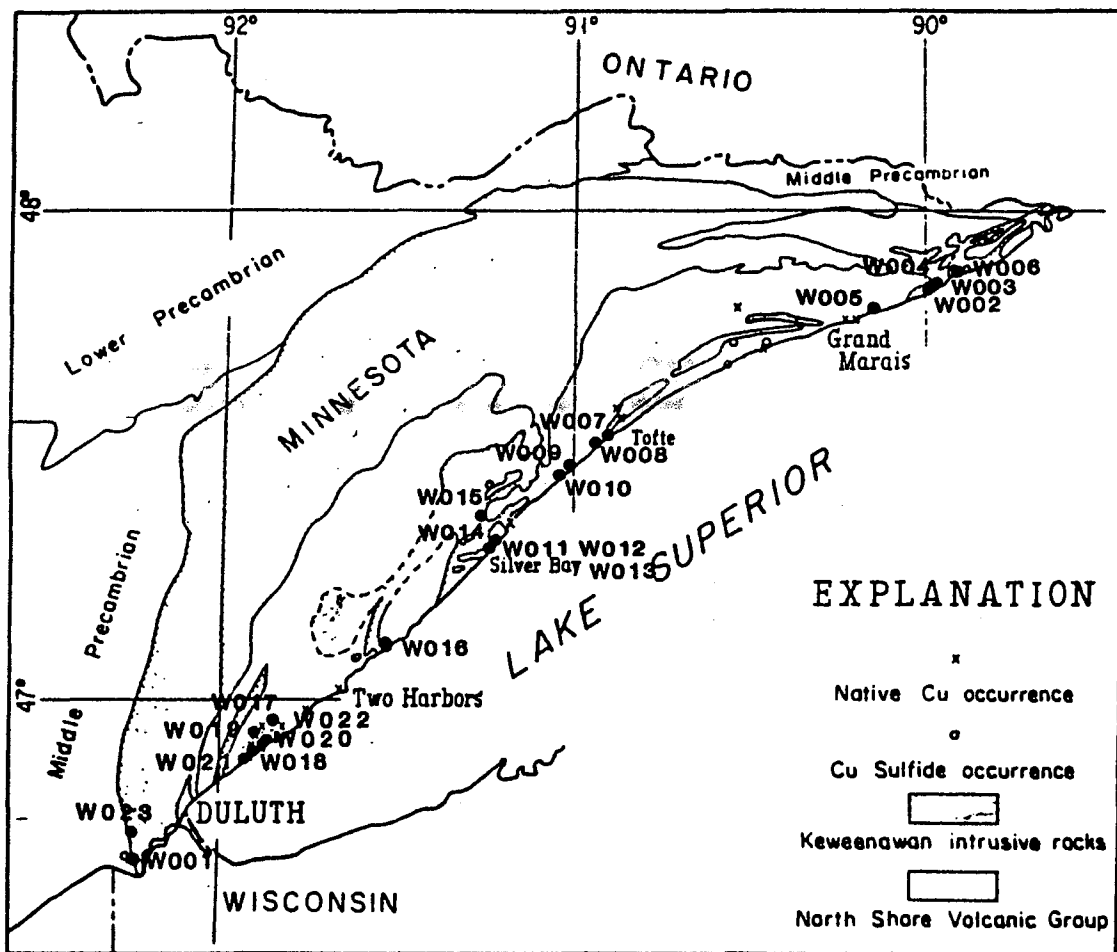 92° 91° 90°
ONTARIO
Middle Precambrian
48°
Lower Precambrian
MINNESOTA
W004 W006
W003
W005 W002
Grand
Marais
W007
Tofte
W009 W008
W010
W015
W014
W011 W012
Silver Bay W013
LAKE SUPERIOR
W016
Middle Precambrian
47°
Two Harbors
W017
W022
W019
W020
W021 W018
W023
DULUTH
W001
WISCONSIN
EXPLANATION
x
Native Cu occurrence
o
Cu Sulfide occurrence
Keweenawan intrusive rocks
North Shore Volcanic Group